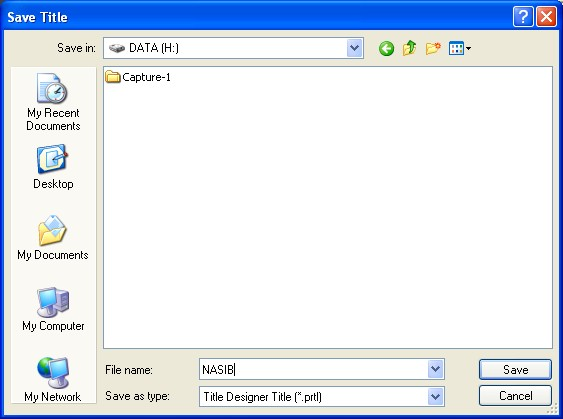 Save Title
Save in:
DATA (H:)
Capture-1
My Recent
Documents
Desktop
My Documents
My Computer
My Network
File name:
NASIB
Save
Save as type:
Title Designer Title (*.prtl)
Cancel